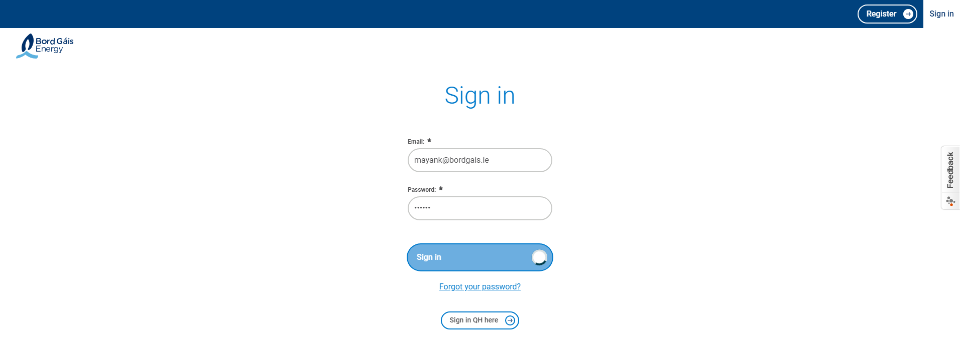 Register
Sign in
Bord Gáis
Energy
Sign in
Email: *
mayank@bordgais.ie
Password: *
••••••
Sign in
Forgot your password?
Sign in QH here
Feedback